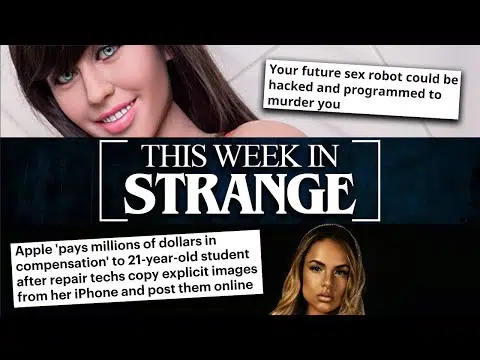 Your future sex robot could be
hacked and programmed to
murder you
THIS WEEK IN
STRANGE
Apple 'pays millions of dollars in
compensation' to 21-year-old student
after repair techs copy explicit images
from her iPhone and post them online